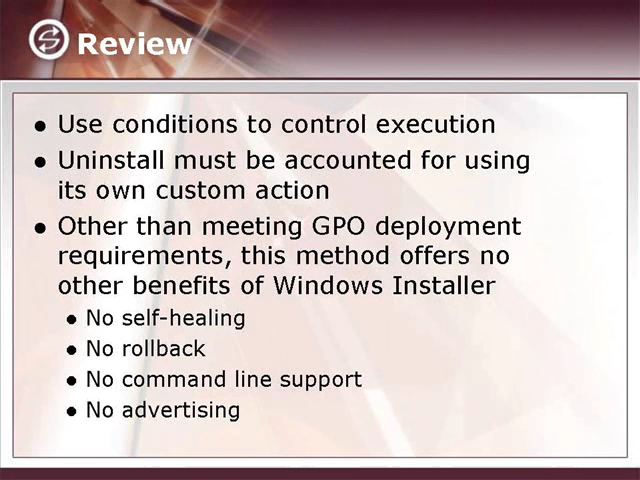 Review
● Use conditions to control execution
● Uninstall must be accounted for using
its own custom action
● Other than meeting GPO deployment
requirements, this method offers no
other benefits of Windows Installer
● No self-healing
● No rollback
● No command line support
● No advertising